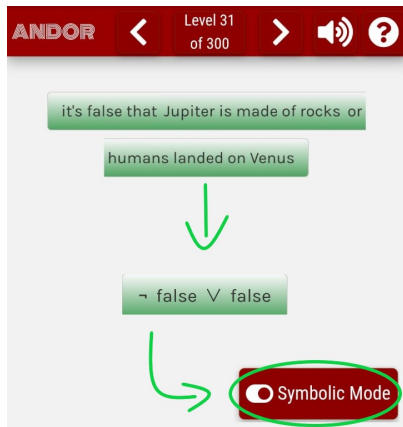 ANDOR
Level 31
of 300
?
it's false that Jupiter is made of rocks or
humans landed on Venus
¬ false ∨ false
Symbolic Mode